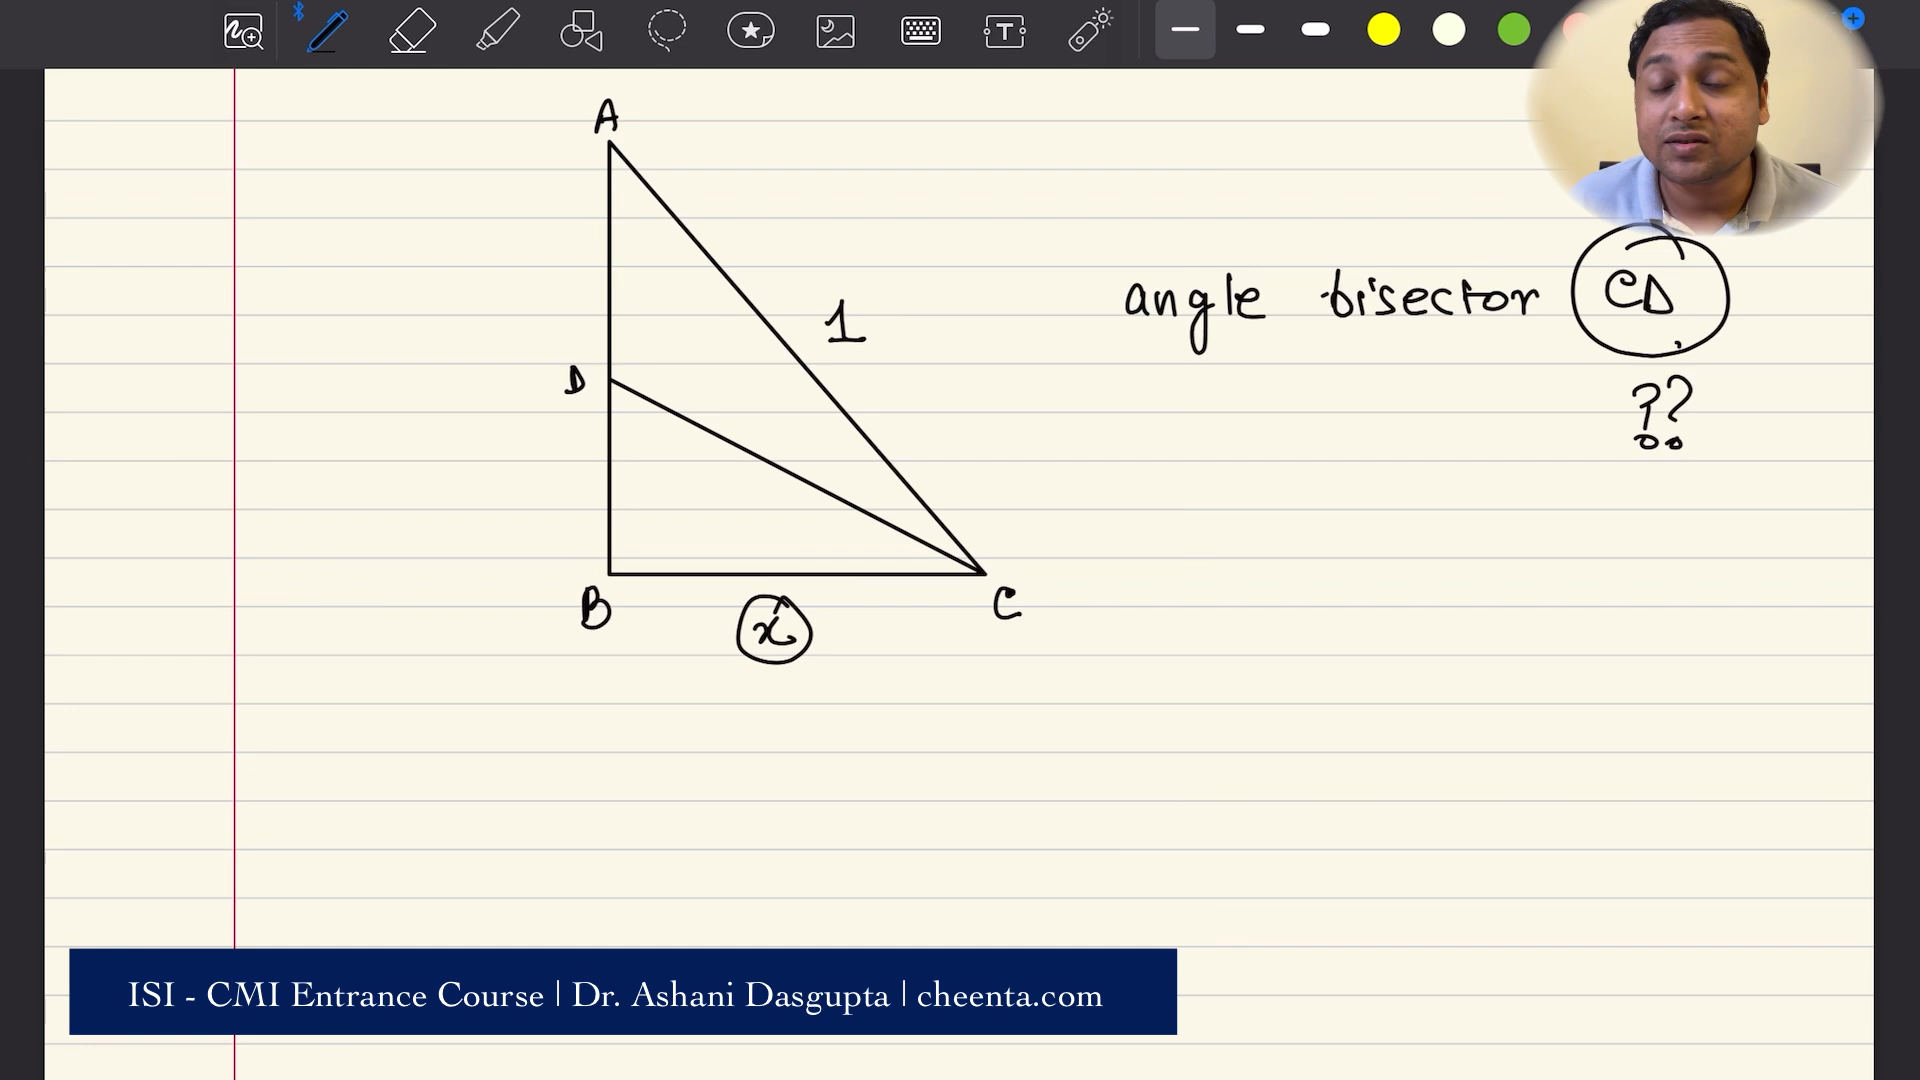 A
1
angle bisector CD
D
??
B
x
C
ISI - CMI Entrance Course | Dr. Ashani Dasgupta | cheenta.com